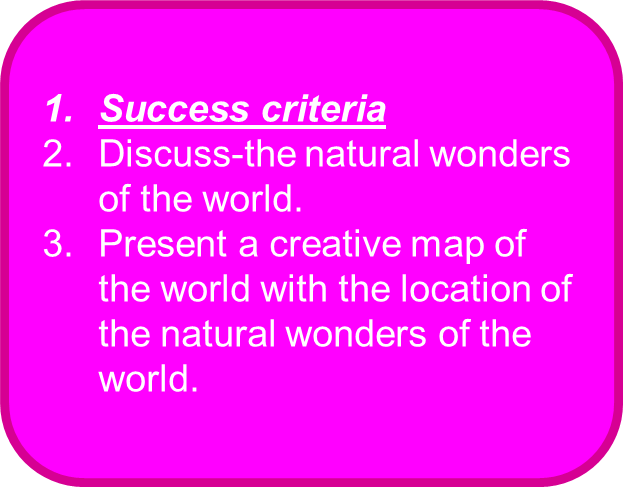 1. Success criteria
2. Discuss-the natural wonders
of the world.
3. Present a creative map of
the world with the location of
the natural wonders of the
world.